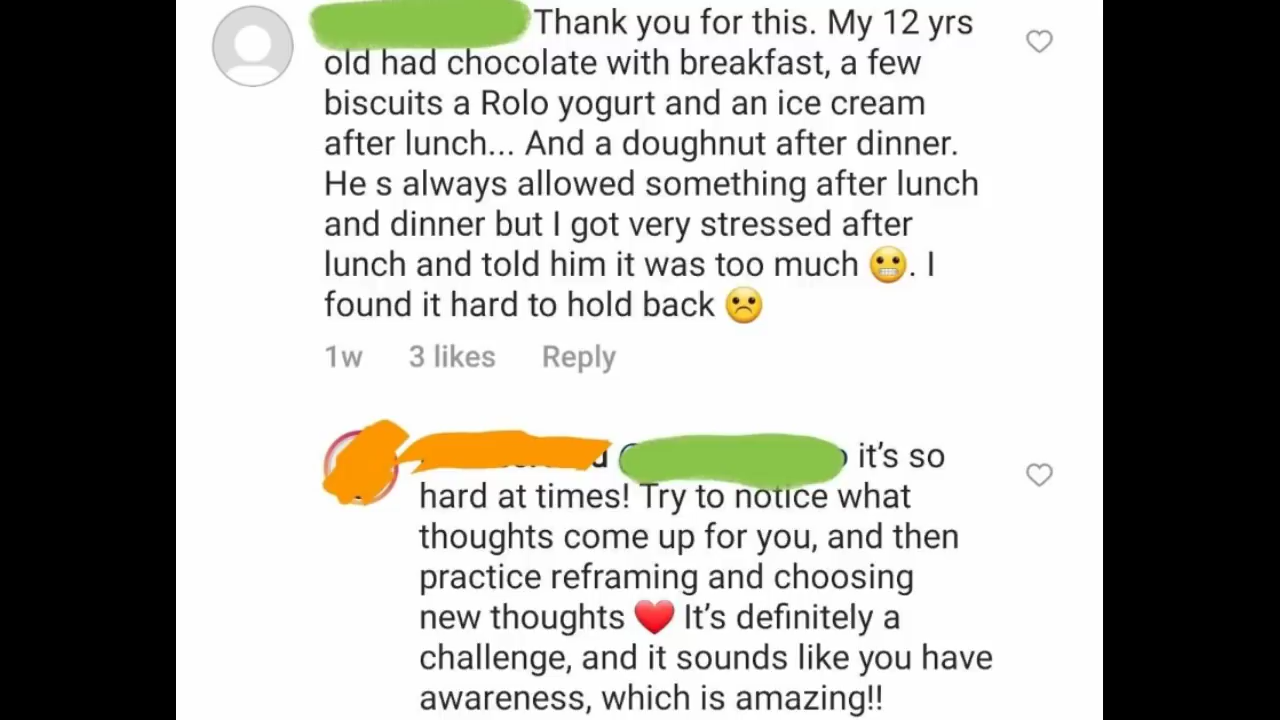 Thank you for this. My 12 yrs
old had chocolate with breakfast, a few
biscuits a Rolo yogurt and an ice cream
after lunch... And a doughnut after dinner.
He s always allowed something after lunch
and dinner but I got very stressed after
lunch and told him it was too much 😬. I
found it hard to hold back 🙁
1w 3 likes Reply
it’s so
hard at times! Try to notice what
thoughts come up for you, and then
practice reframing and choosing
new thoughts ❤️ It’s definitely a
challenge, and it sounds like you have
awareness, which is amazing!!